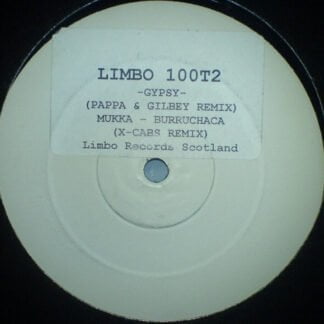 LIMBO 100T2
-GYPSY-
(PAPPA & GILBEY REMIX)
MUKKA - BURRUCHACA
(X-CABS REMIX)
Limbo Records Scotland